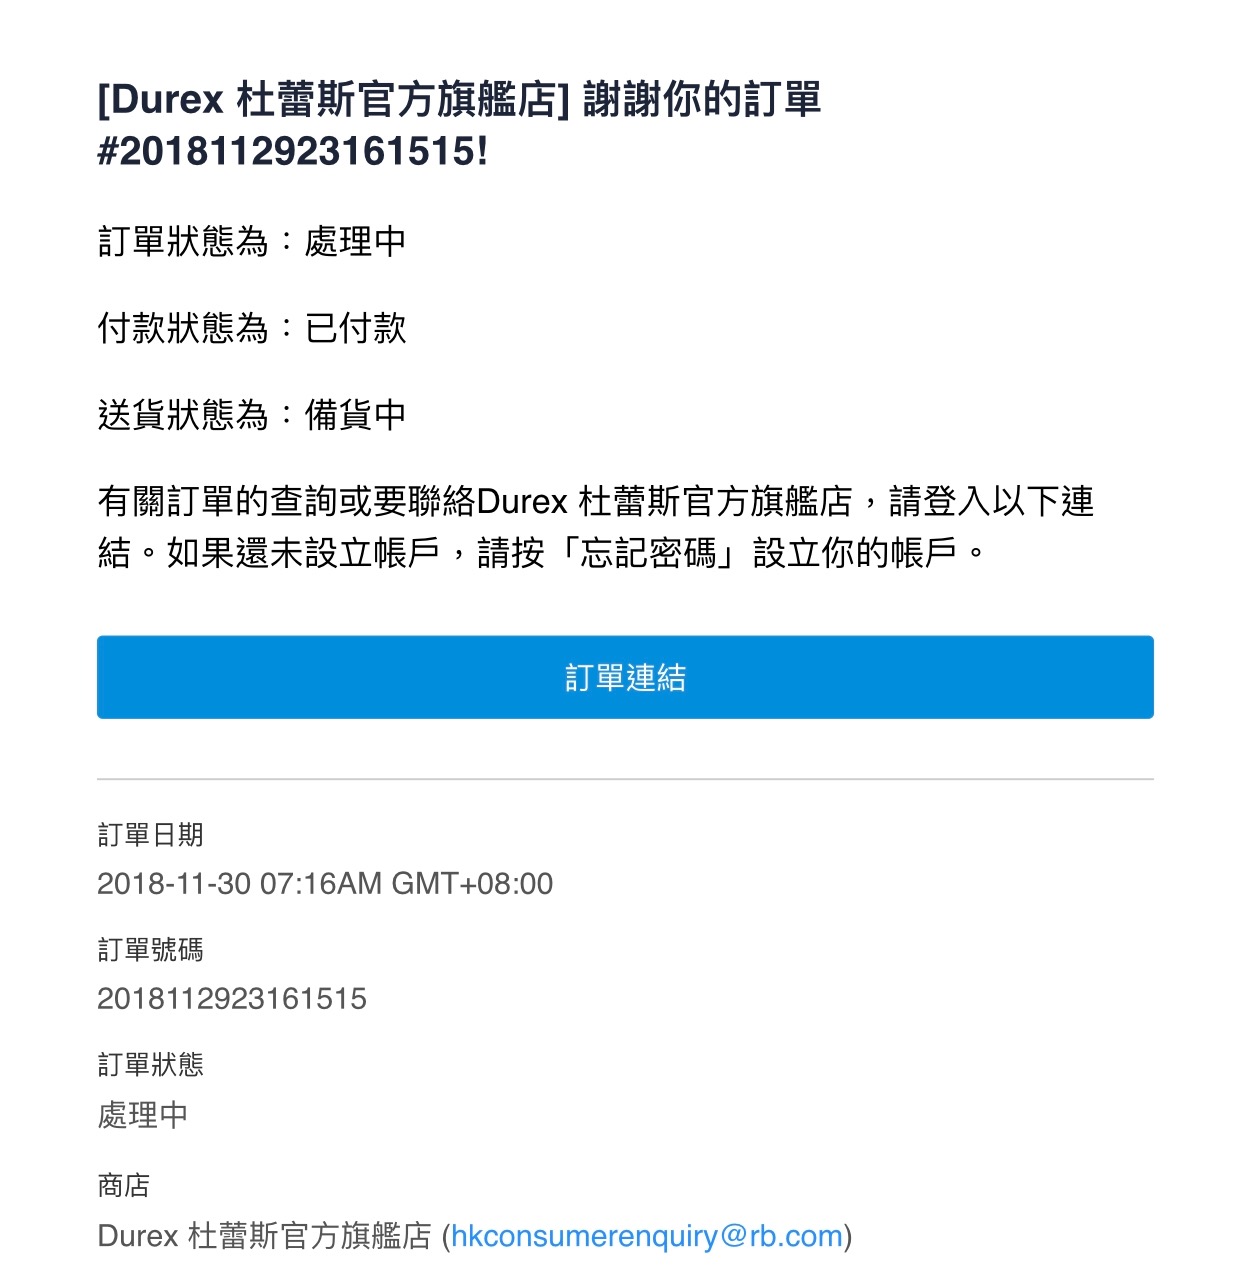 [Durex 杜蕾斯官方旗艦店] 謝謝你的訂單
#2018112923161515!
訂單狀態為：處理中
付款狀態為：已付款
送貨狀態為：備貨中
有關訂單的查詢或要聯絡Durex 杜蕾斯官方旗艦店，請登入以下連
結。如果還未設立帳戶，請按「忘記密碼」設立你的帳戶。
訂單連結
訂單日期
2018-11-30 07:16AM GMT+08:00
訂單號碼
2018112923161515
訂單狀態
處理中
商店
Durex 杜蕾斯官方旗艦店 (hkconsumerenquiry@rb.com)